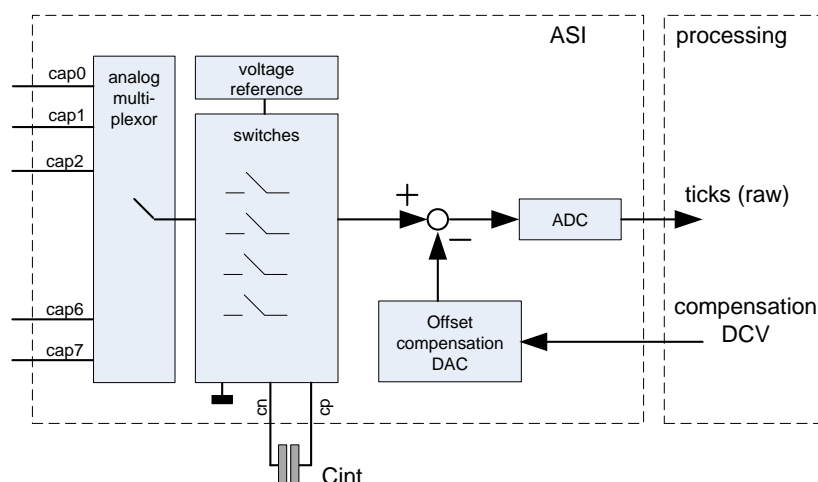 ASI
processing
cap0
cap1
cap2
cap6
cap7
analog
multi-
plexor
voltage
reference
switches
+
−
ADC
ticks (raw)
Offset
compensation
DAC
compensation
DCV
cn
cp
Cint